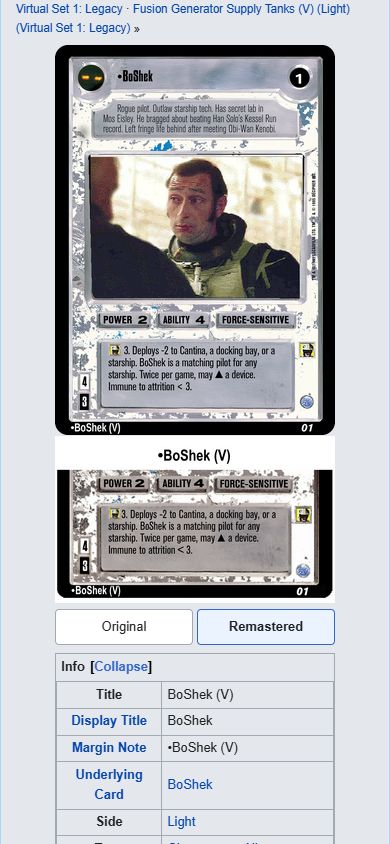 Virtual Set 1: Legacy · Fusion Generator Supply Tanks (V) (Light)
(Virtual Set 1: Legacy) »
•BoShek
1
Rogue pilot. Outlaw starship tech. Has secret lab in
Mos Eisley. He bragged about beating Han Solo's Kessel Run
record. Left fringe life behind after meeting Obi-Wan Kenobi.
POWER 2 ABILITY 4 FORCE-SENSITIVE
3. Deploys -2 to Cantina, a docking bay, or a
starship. BoShek is a matching pilot for any
starship. Twice per game, may ▲ a device.
Immune to attrition < 3.
4
3
•BoShek (V) 01
•BoShek (V)
POWER 2 ABILITY 4 FORCE-SENSITIVE
3. Deploys -2 to Cantina, a docking bay, or a
starship. BoShek is a matching pilot for any
starship. Twice per game, may ▲ a device.
Immune to attrition < 3.
4
3
•BoShek (V) 01
Original Remastered
Info [Collapse]
Title BoShek (V)
Display Title BoShek
Margin Note •BoShek (V)
Underlying
Card BoShek
Side Light